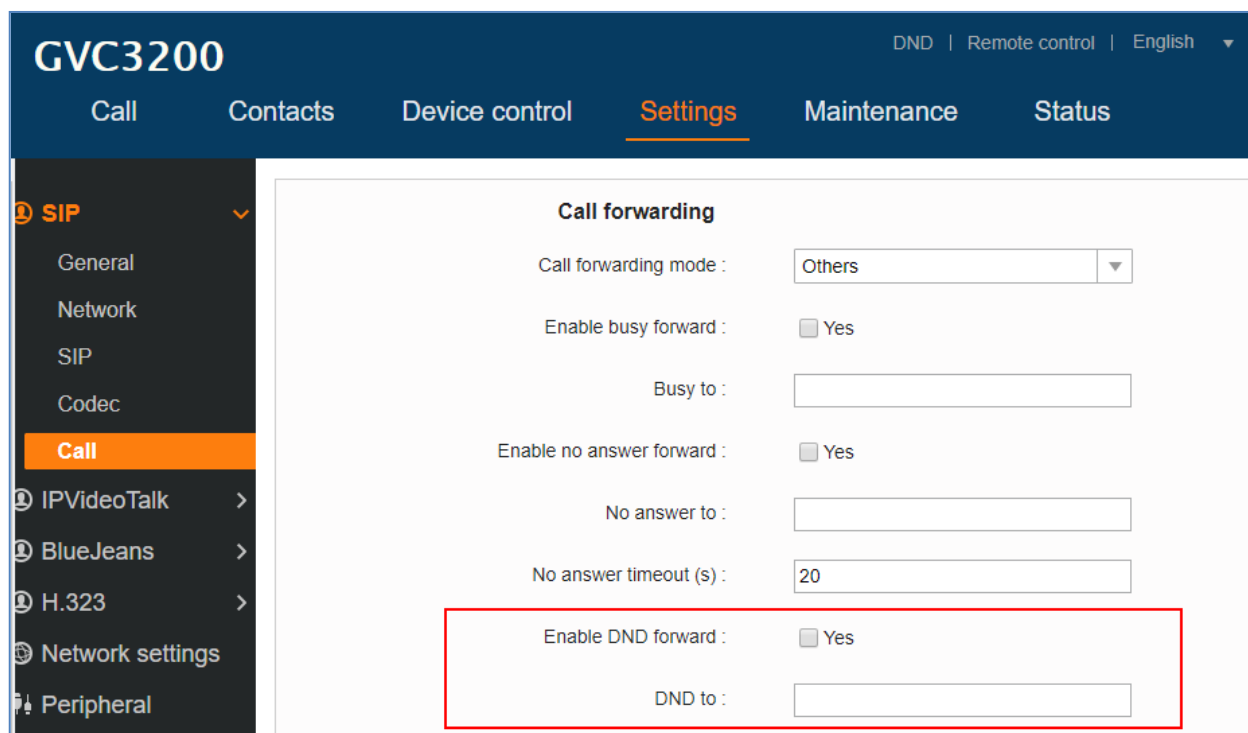 GVC3200
DND | Remote control | English
Call Contacts Device control Settings Maintenance Status
SIP
General
Network
SIP
Codec
Call
IPVideoTalk
BlueJeans
H.323
Network settings
Peripheral
Call forwarding
Call forwarding mode : Others
Enable busy forward : Yes
Busy to :
Enable no answer forward : Yes
No answer to :
No answer timeout (s) : 20
Enable DND forward : Yes
DND to :